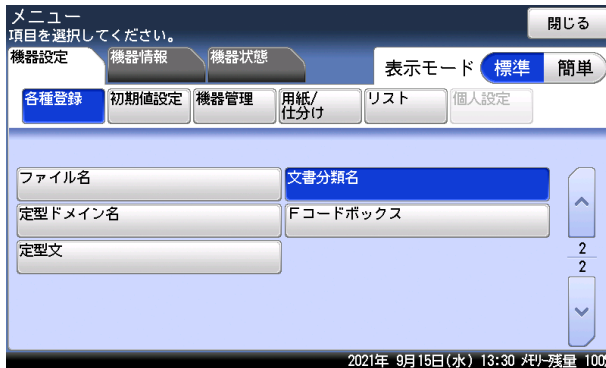 メニュー
閉じる
項目を選択してください。
機器設定
機器情報
機器状態
表示モード
標準
簡単
各種登録
初期値設定
機器管理
用紙/
仕分け
リスト
個人設定
ファイル名
文書分類名
定型ドメイン名
Fコードボックス
定型文
2
2
2021年 9月15日(水) 13:30 メモリー残量 100